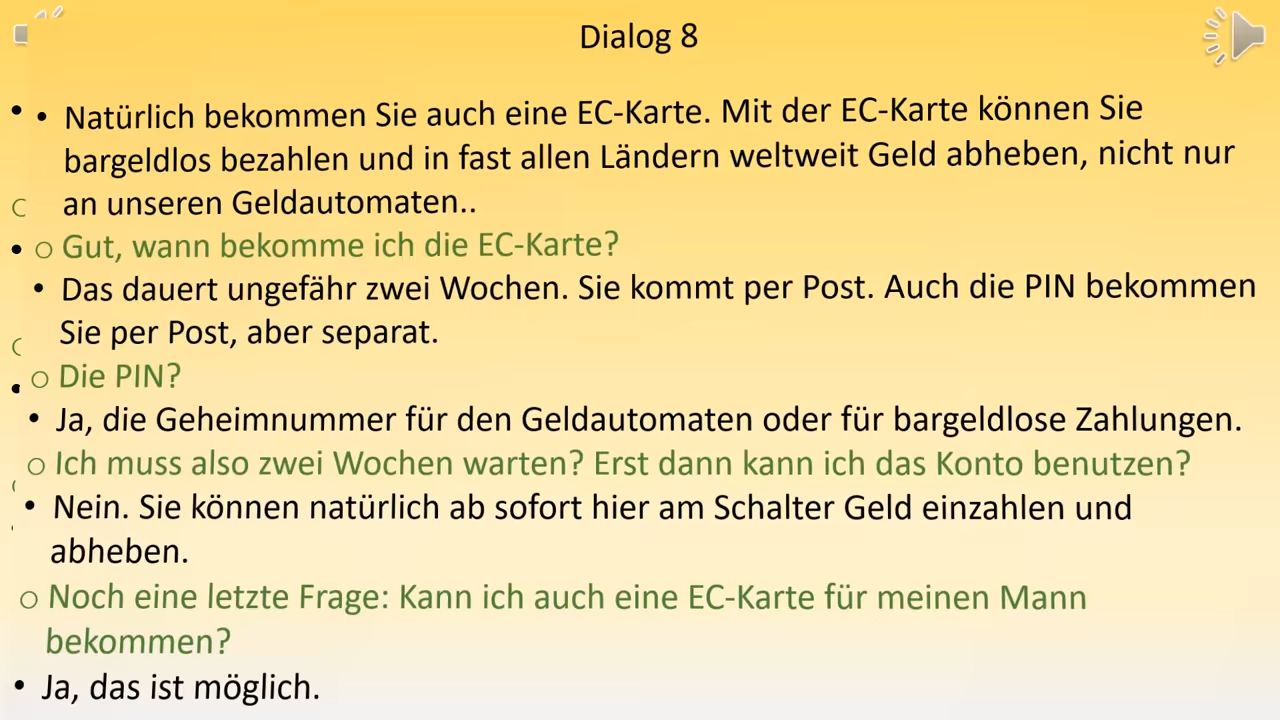 Dialog 8
• Natürlich bekommen Sie auch eine EC-Karte. Mit der EC-Karte können Sie
bargeldlos bezahlen und in fast allen Ländern weltweit Geld abheben, nicht nur
an unseren Geldautomaten..
○ Gut, wann bekomme ich die EC-Karte?
• Das dauert ungefähr zwei Wochen. Sie kommt per Post. Auch die PIN bekommen
Sie per Post, aber separat.
○ Die PIN?
• Ja, die Geheimnummer für den Geldautomaten oder für bargeldlose Zahlungen.
○ Ich muss also zwei Wochen warten? Erst dann kann ich das Konto benutzen?
• Nein. Sie können natürlich ab sofort hier am Schalter Geld einzahlen und
abheben.
○ Noch eine letzte Frage: Kann ich auch eine EC-Karte für meinen Mann
bekommen?
• Ja, das ist möglich.